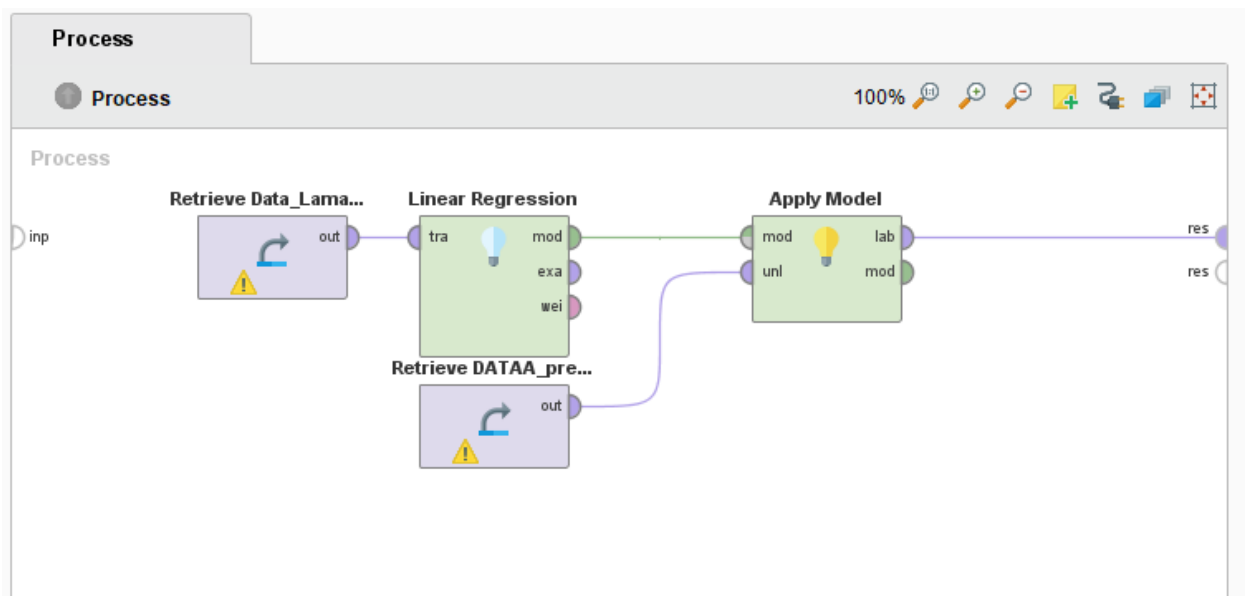 Process
Process
100%
Process
Retrieve Data_Lama...
Linear Regression
Apply Model
inp
out
tra
mod
mod
lab
res
exa
unl
mod
res
wei
Retrieve DATAA_pre...
out